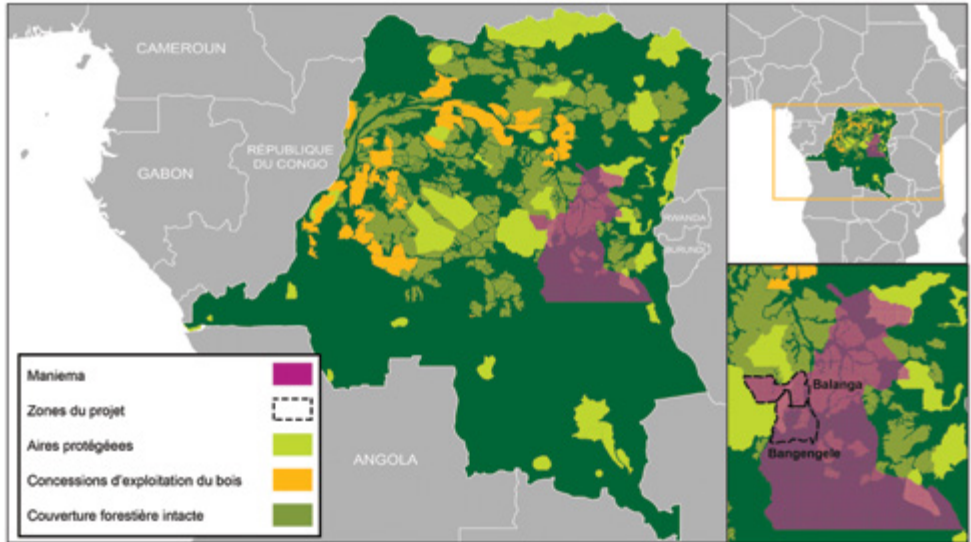 CAMEROUN
RÉPUBLIQUE
DU CONGO
GABON
RWANDA
BURUNDI
ANGOLA
Maniema
Zones du projet
Aires protégéees
Concessions d'exploitation du bois
Couverture forestière intacte
Balanga
Bangengele